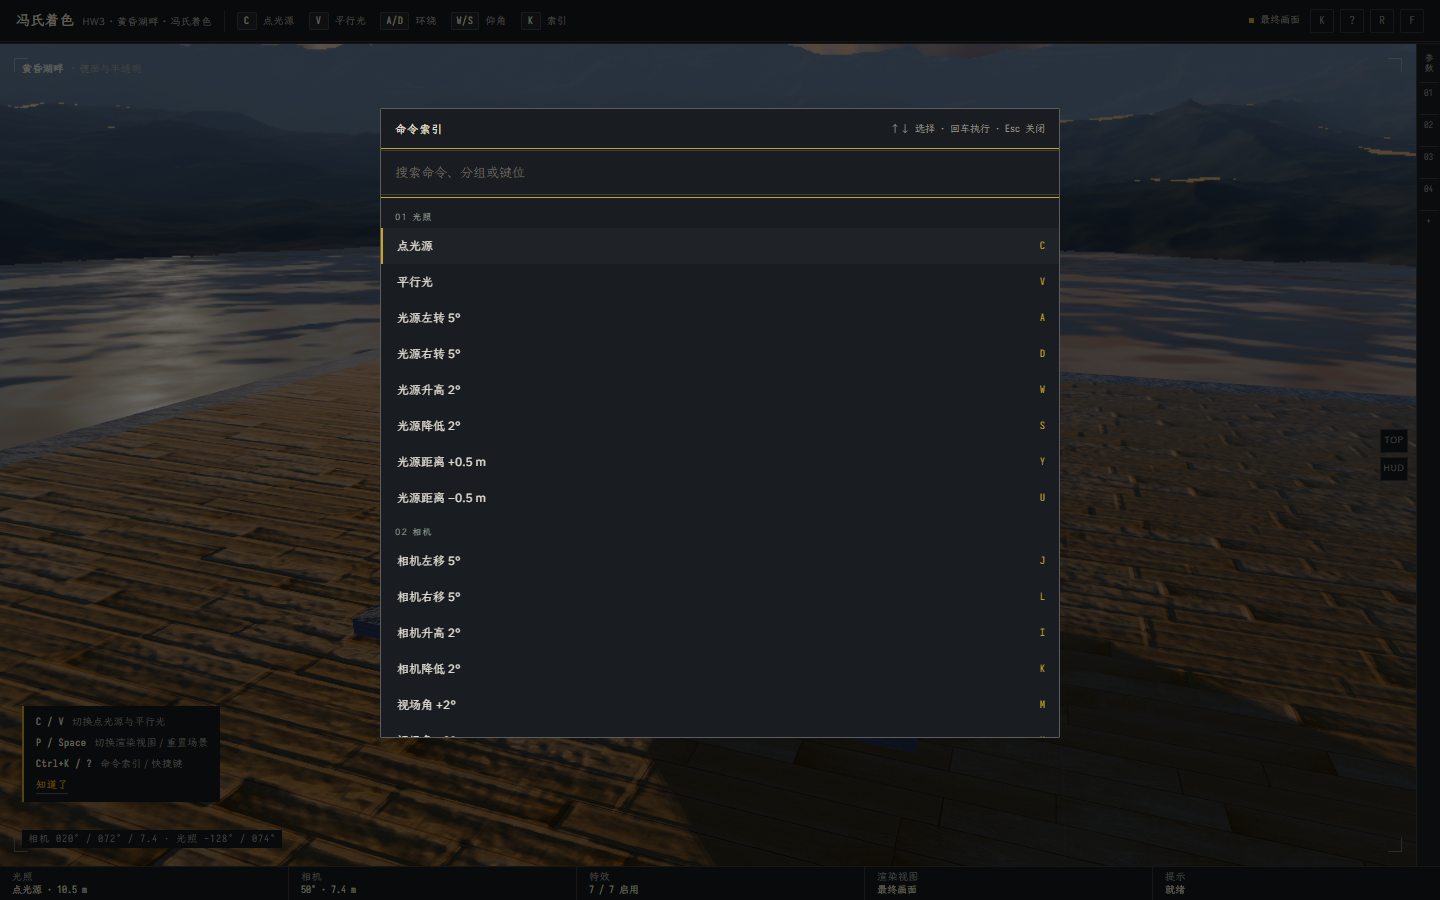 冯氏着色 HW3·黄昏湖畔·冯氏着色 C 点光源 V 平行光 A/D 环绕 W/S 仰角 K 索引 最终画面 K ? R F
黄昏湖畔
参数
01
02
03
04
命令索引 ↑↓ 选择 · 回车执行 · Esc 关闭
搜索命令、分组或键位
01 光照
点光源 C
平行光 V
光源左转 5° A
光源右转 5° D
光源升高 2° W
光源降低 2° S
光源距离 +0.5 m Y
光源距离 −0.5 m U
02 相机
相机左移 5° J
相机右移 5° L
相机升高 2° I
相机降低 2° K
视场角 +2° M
TOP
HUD
C / V 切换点光源与平行光
P / Space 切换渲染视图 / 重置场景
Ctrl+K / ? 命令索引 / 快捷键
知道了
相机 020° / 072° / 7.4 · 光照 -128° / 074°
光照 相机 特效 渲染视图 提示
点光源 · 10.5 m 50° · 7.4 m 7 / 7 启用 最终画面 就绪